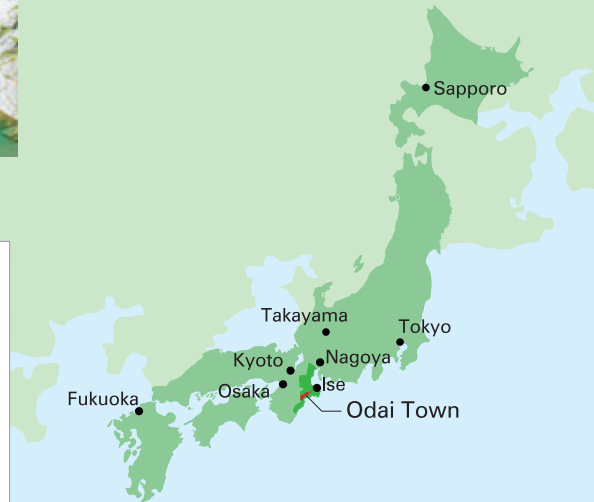 Sapporo
Takayama
Tokyo
Kyoto
Nagoya
Osaka
Ise
Fukuoka
Odai Town